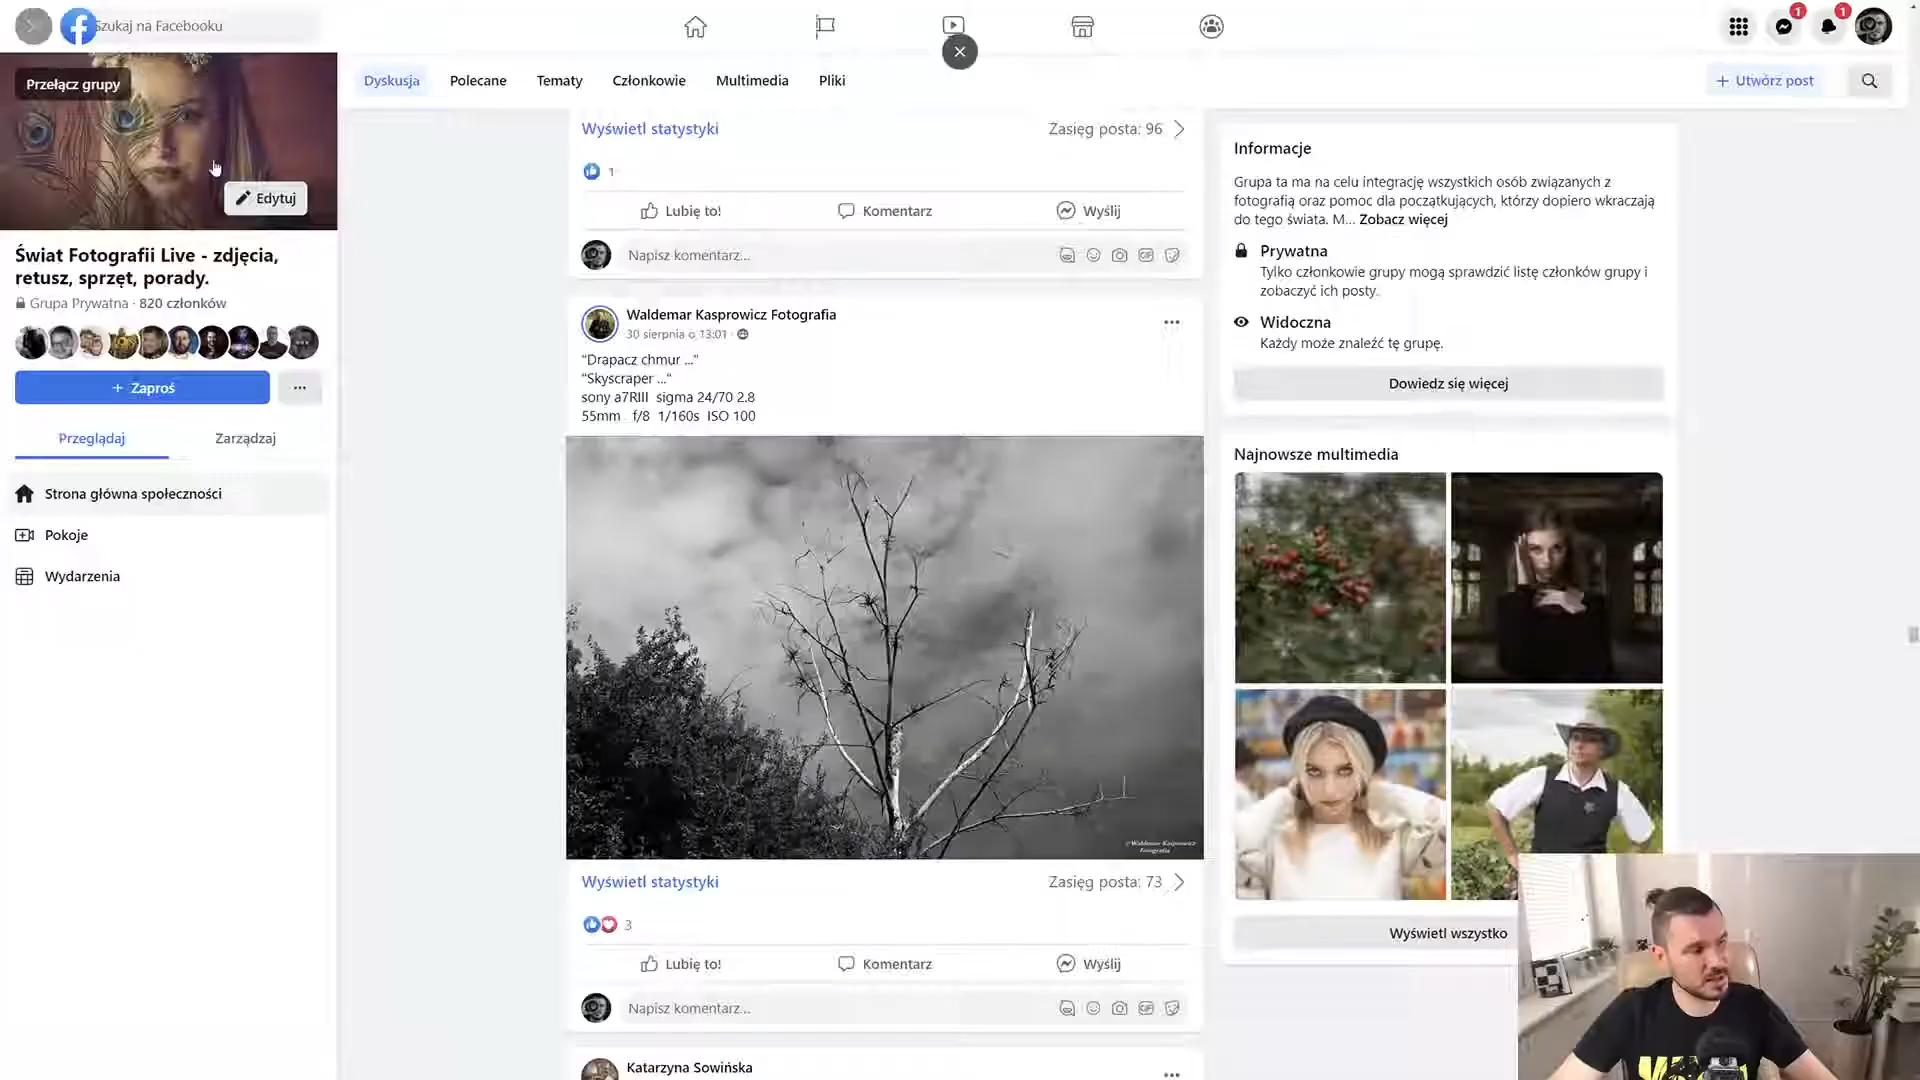 Szukaj na Facebooku
1
1
Przełącz grupy
Edytuj
Świat Fotografii Live - zdjęcia,
retusz, sprzęt, porady.
Grupa Prywatna · 820 członków
+ Zaproś
Przeglądaj
Zarządzaj
Strona główna społeczności
Pokoje
Wydarzenia
Dyskusja
Polecane
Tematy
Członkowie
Multimedia
Pliki
+ Utwórz post
Wyświetl statystyki
Zasięg posta: 96
1
Lubię to!
Komentarz
Wyślij
Napisz komentarz...
Waldemar Kasprowicz Fotografia
30 sierpnia o 13:01 ·
"Drapacz chmur ..."
"Skyscraper ..."
sony a7RIII sigma 24/70 2.8
55mm f/8 1/160s ISO 100
©Waldemar Kasprowicz
Fotografia
Wyświetl statystyki
Zasięg posta: 73
3
Lubię to!
Komentarz
Wyślij
Napisz komentarz...
Katarzyna Sowińska
Informacje
Grupa ta ma na celu integrację wszystkich osób związanych z
fotografią oraz pomoc dla początkujących, którzy dopiero wkraczają
do tego świata. M... Zobacz więcej
Prywatna
Tylko członkowie grupy mogą sprawdzić listę członków grupy i
zobaczyć ich posty.
Widoczna
Każdy może znaleźć tę grupę.
Dowiedz się więcej
Najnowsze multimedia
Wyświetl wszystko